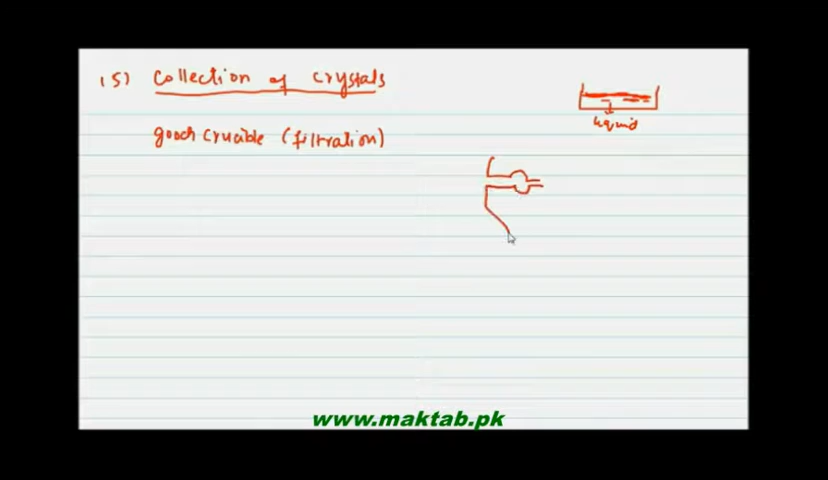 (5) Collection of crystals
gooch crucible (filtration)
liquid
www.maktab.pk